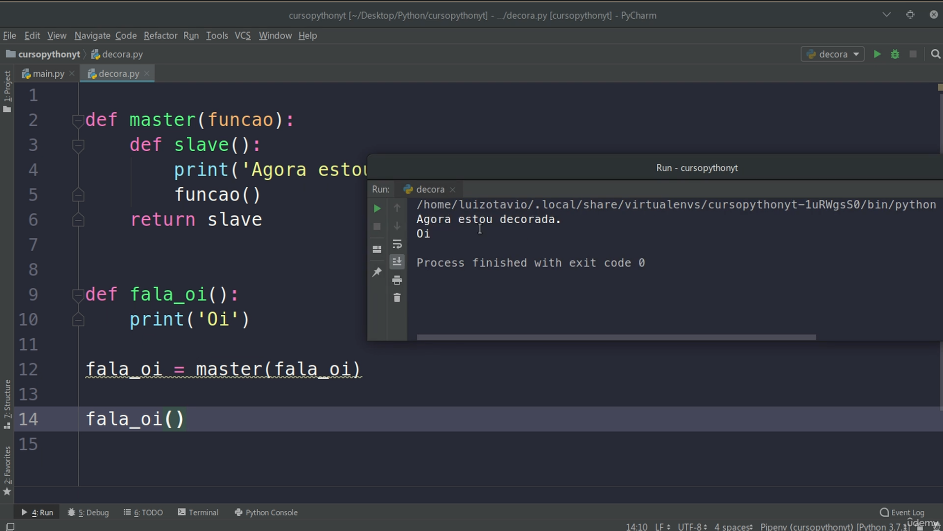 cursopythonyt [~/Desktop/Python/cursopythonyt] - .../decora.py [cursopythonyt] - PyCharm
File Edit View Navigate Code Refactor Run Tools VCS Window Help
cursopythonyt decora.py decora
main.py decora.py
1: Project
1
2 def master(funcao):
3 def slave():
4 print('Agora estou
5 funcao()
6 return slave
7
8
9 def fala_oi():
10 print('Oi')
11
12 fala_oi = master(fala_oi)
13
14 fala_oi()
15
Run - cursopythonyt
Run: decora
/home/luizotavio/.local/share/virtualenvs/cursopythonyt-1uRWgsS0/bin/python
Agora estou decorada.
Oi
Process finished with exit code 0
7: Structure
2: Favorites
4: Run 5: Debug 6: TODO Terminal Python Console Event Log
14:10 LF UTF-8 4 spaces Pipenv (cursopythonyt) [Python 3.7.
udemy